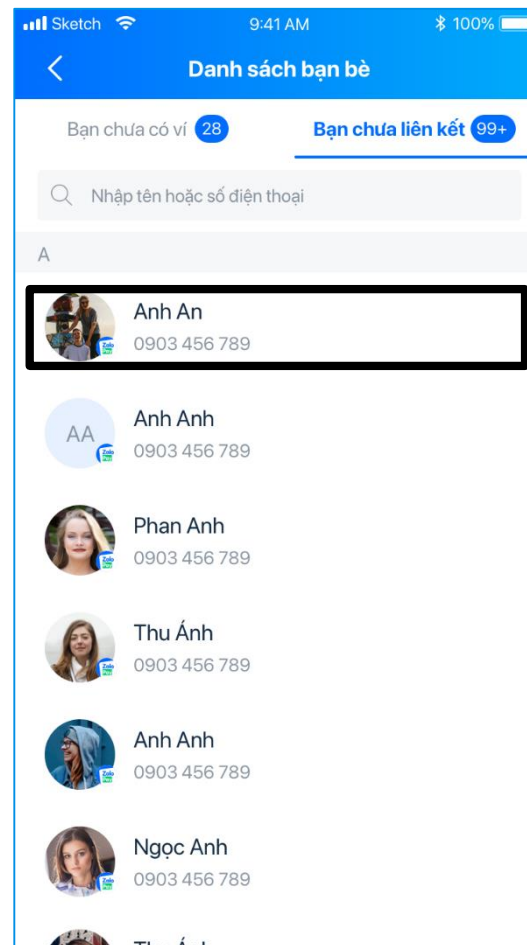 Sketch 9:41 AM 100%
Danh sách bạn bè
Bạn chưa có ví 28 Bạn chưa liên kết 99+
Nhập tên hoặc số điện thoại
A
Anh An
0903 456 789
AA
Anh Anh
0903 456 789
Phan Anh
0903 456 789
Thu Ánh
0903 456 789
Anh Anh
0903 456 789
Ngọc Anh
0903 456 789